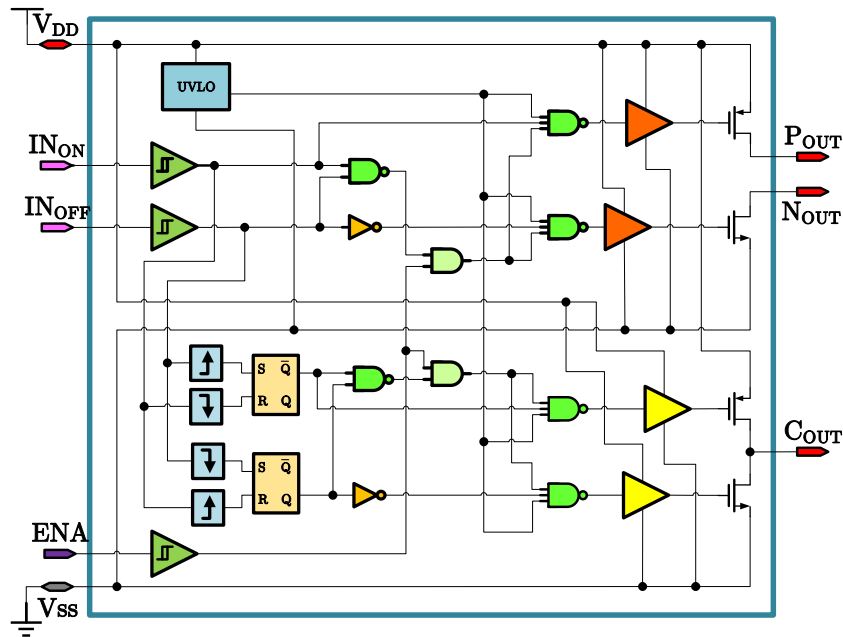 VDD
UVLO
INON
POUT
INOFF
NOUT
S Q̅
R Q
COUT
S Q̅
R Q
ENA
VSS